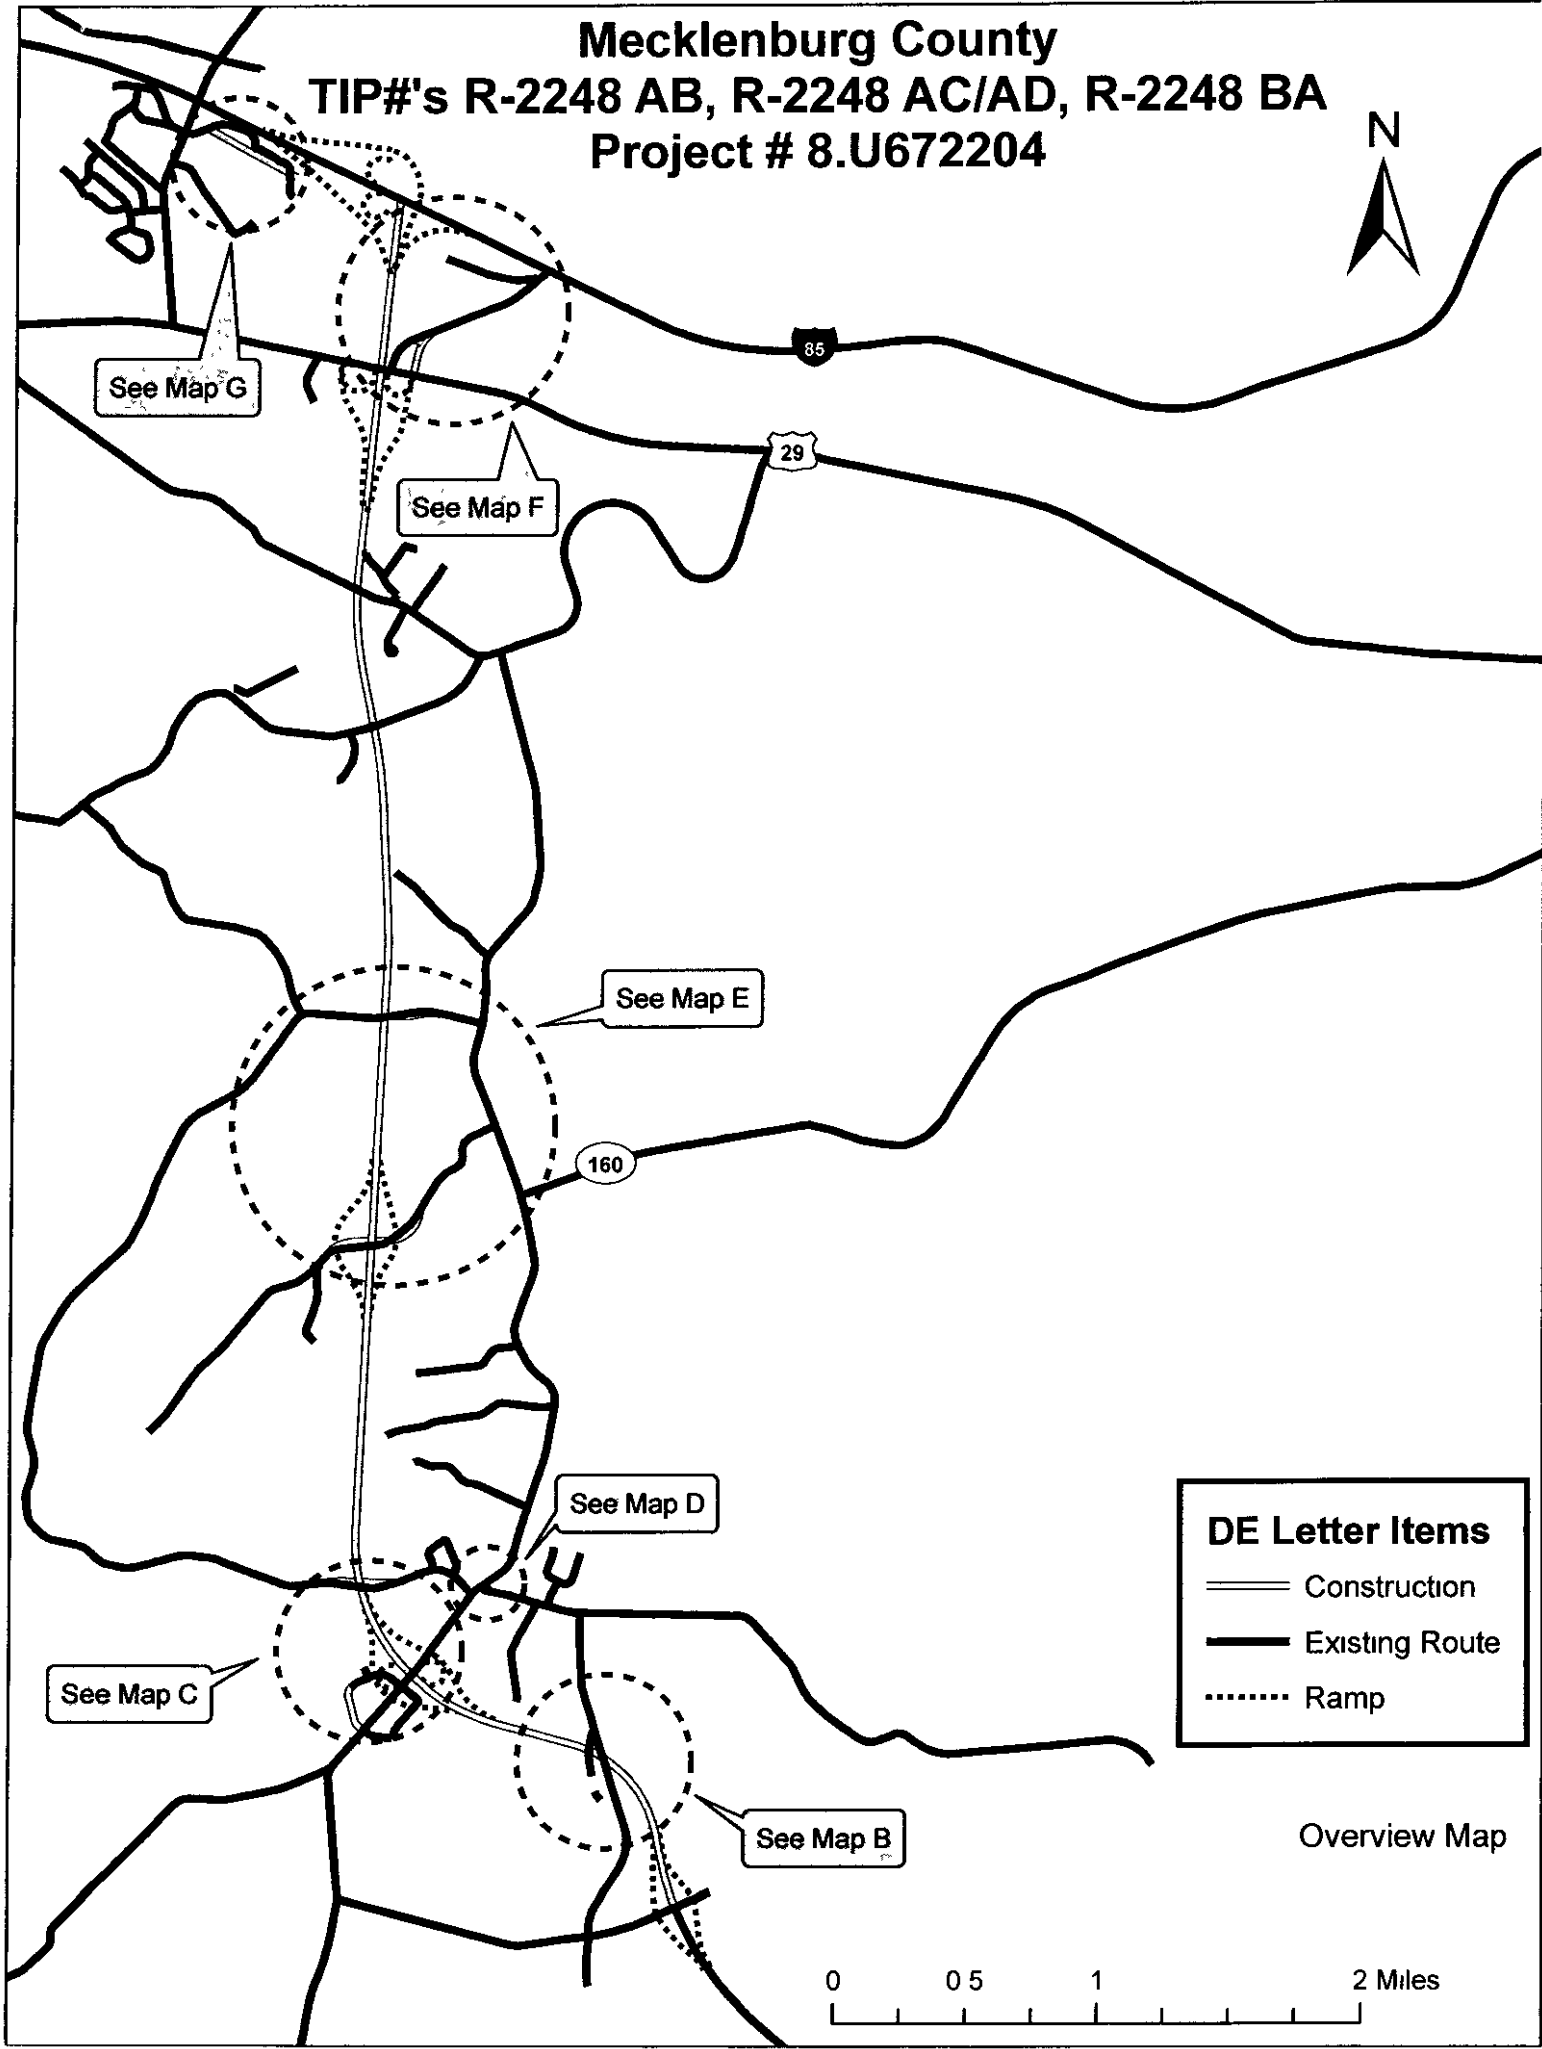 Mecklenburg County
TIP#'s R-2248 AB, R-2248 AC/AD, R-2248 BA
Project # 8.U672204
N
85
See Map G
29
See Map F
See Map E
160
See Map D
DE Letter Items
Construction
Existing Route
Ramp
See Map C
See Map B
Overview Map
0 0 5 1 2 Miles